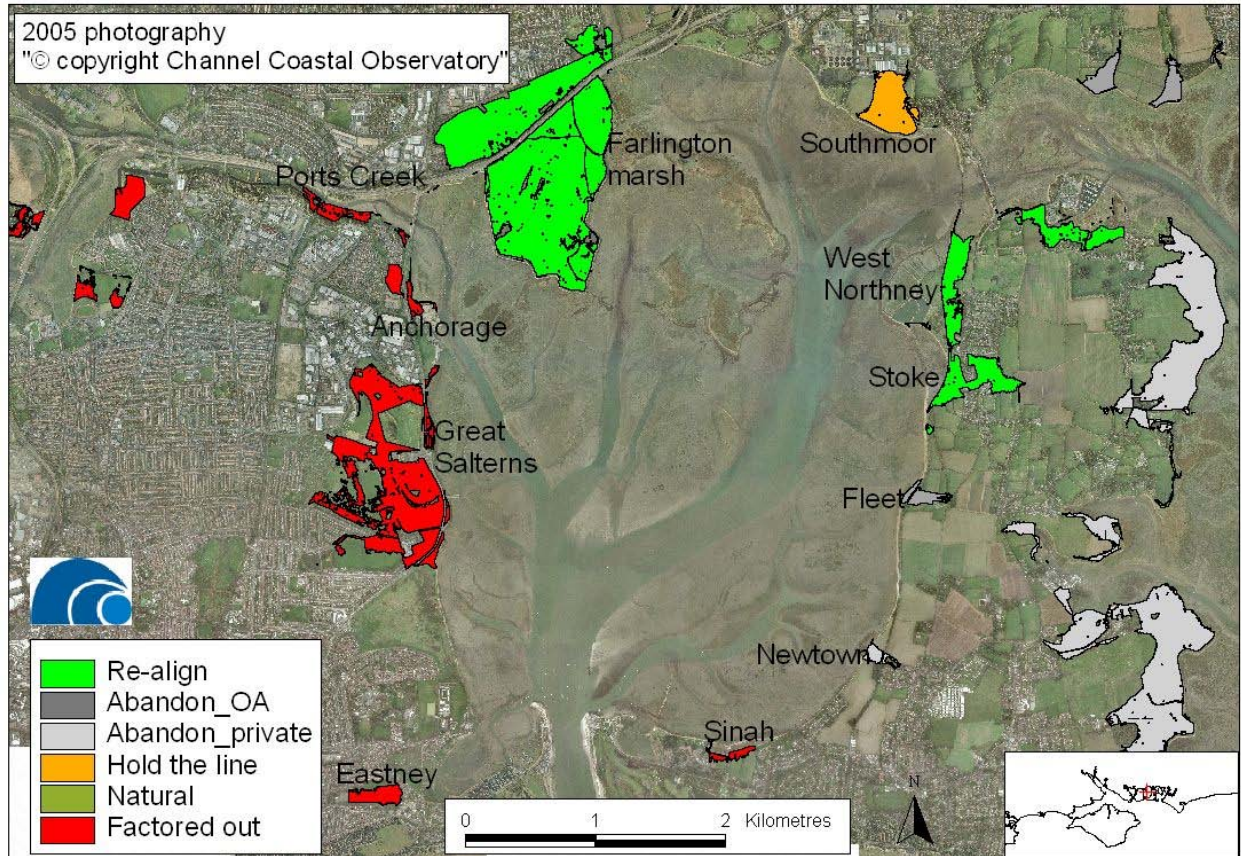 2005 photography
"© copyright Channel Coastal Observatory"
Farlington
marsh
Southmoor
Ports Creek
West
Northney
Anchorage
Stoke
Great
Salterns
Fleet
Newtown
Sinah
Eastney
Re-align
Abandon_OA
Abandon_private
Hold the line
Natural
Factored out
0 1 2 Kilometres
N